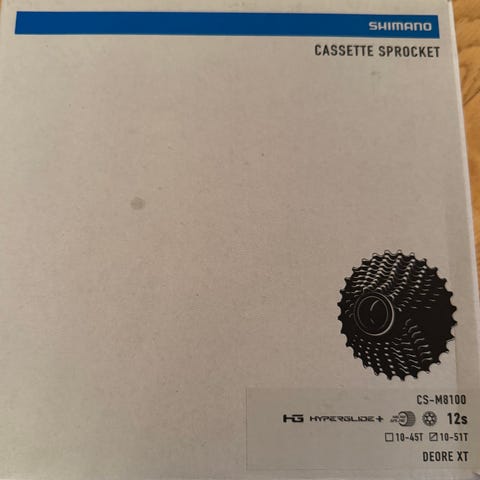 SHIMANO
CASSETTE SPROCKET
CS-M8100
HG HYPERGLIDE+ 12s
10-45T 10-51T
DEORE XT